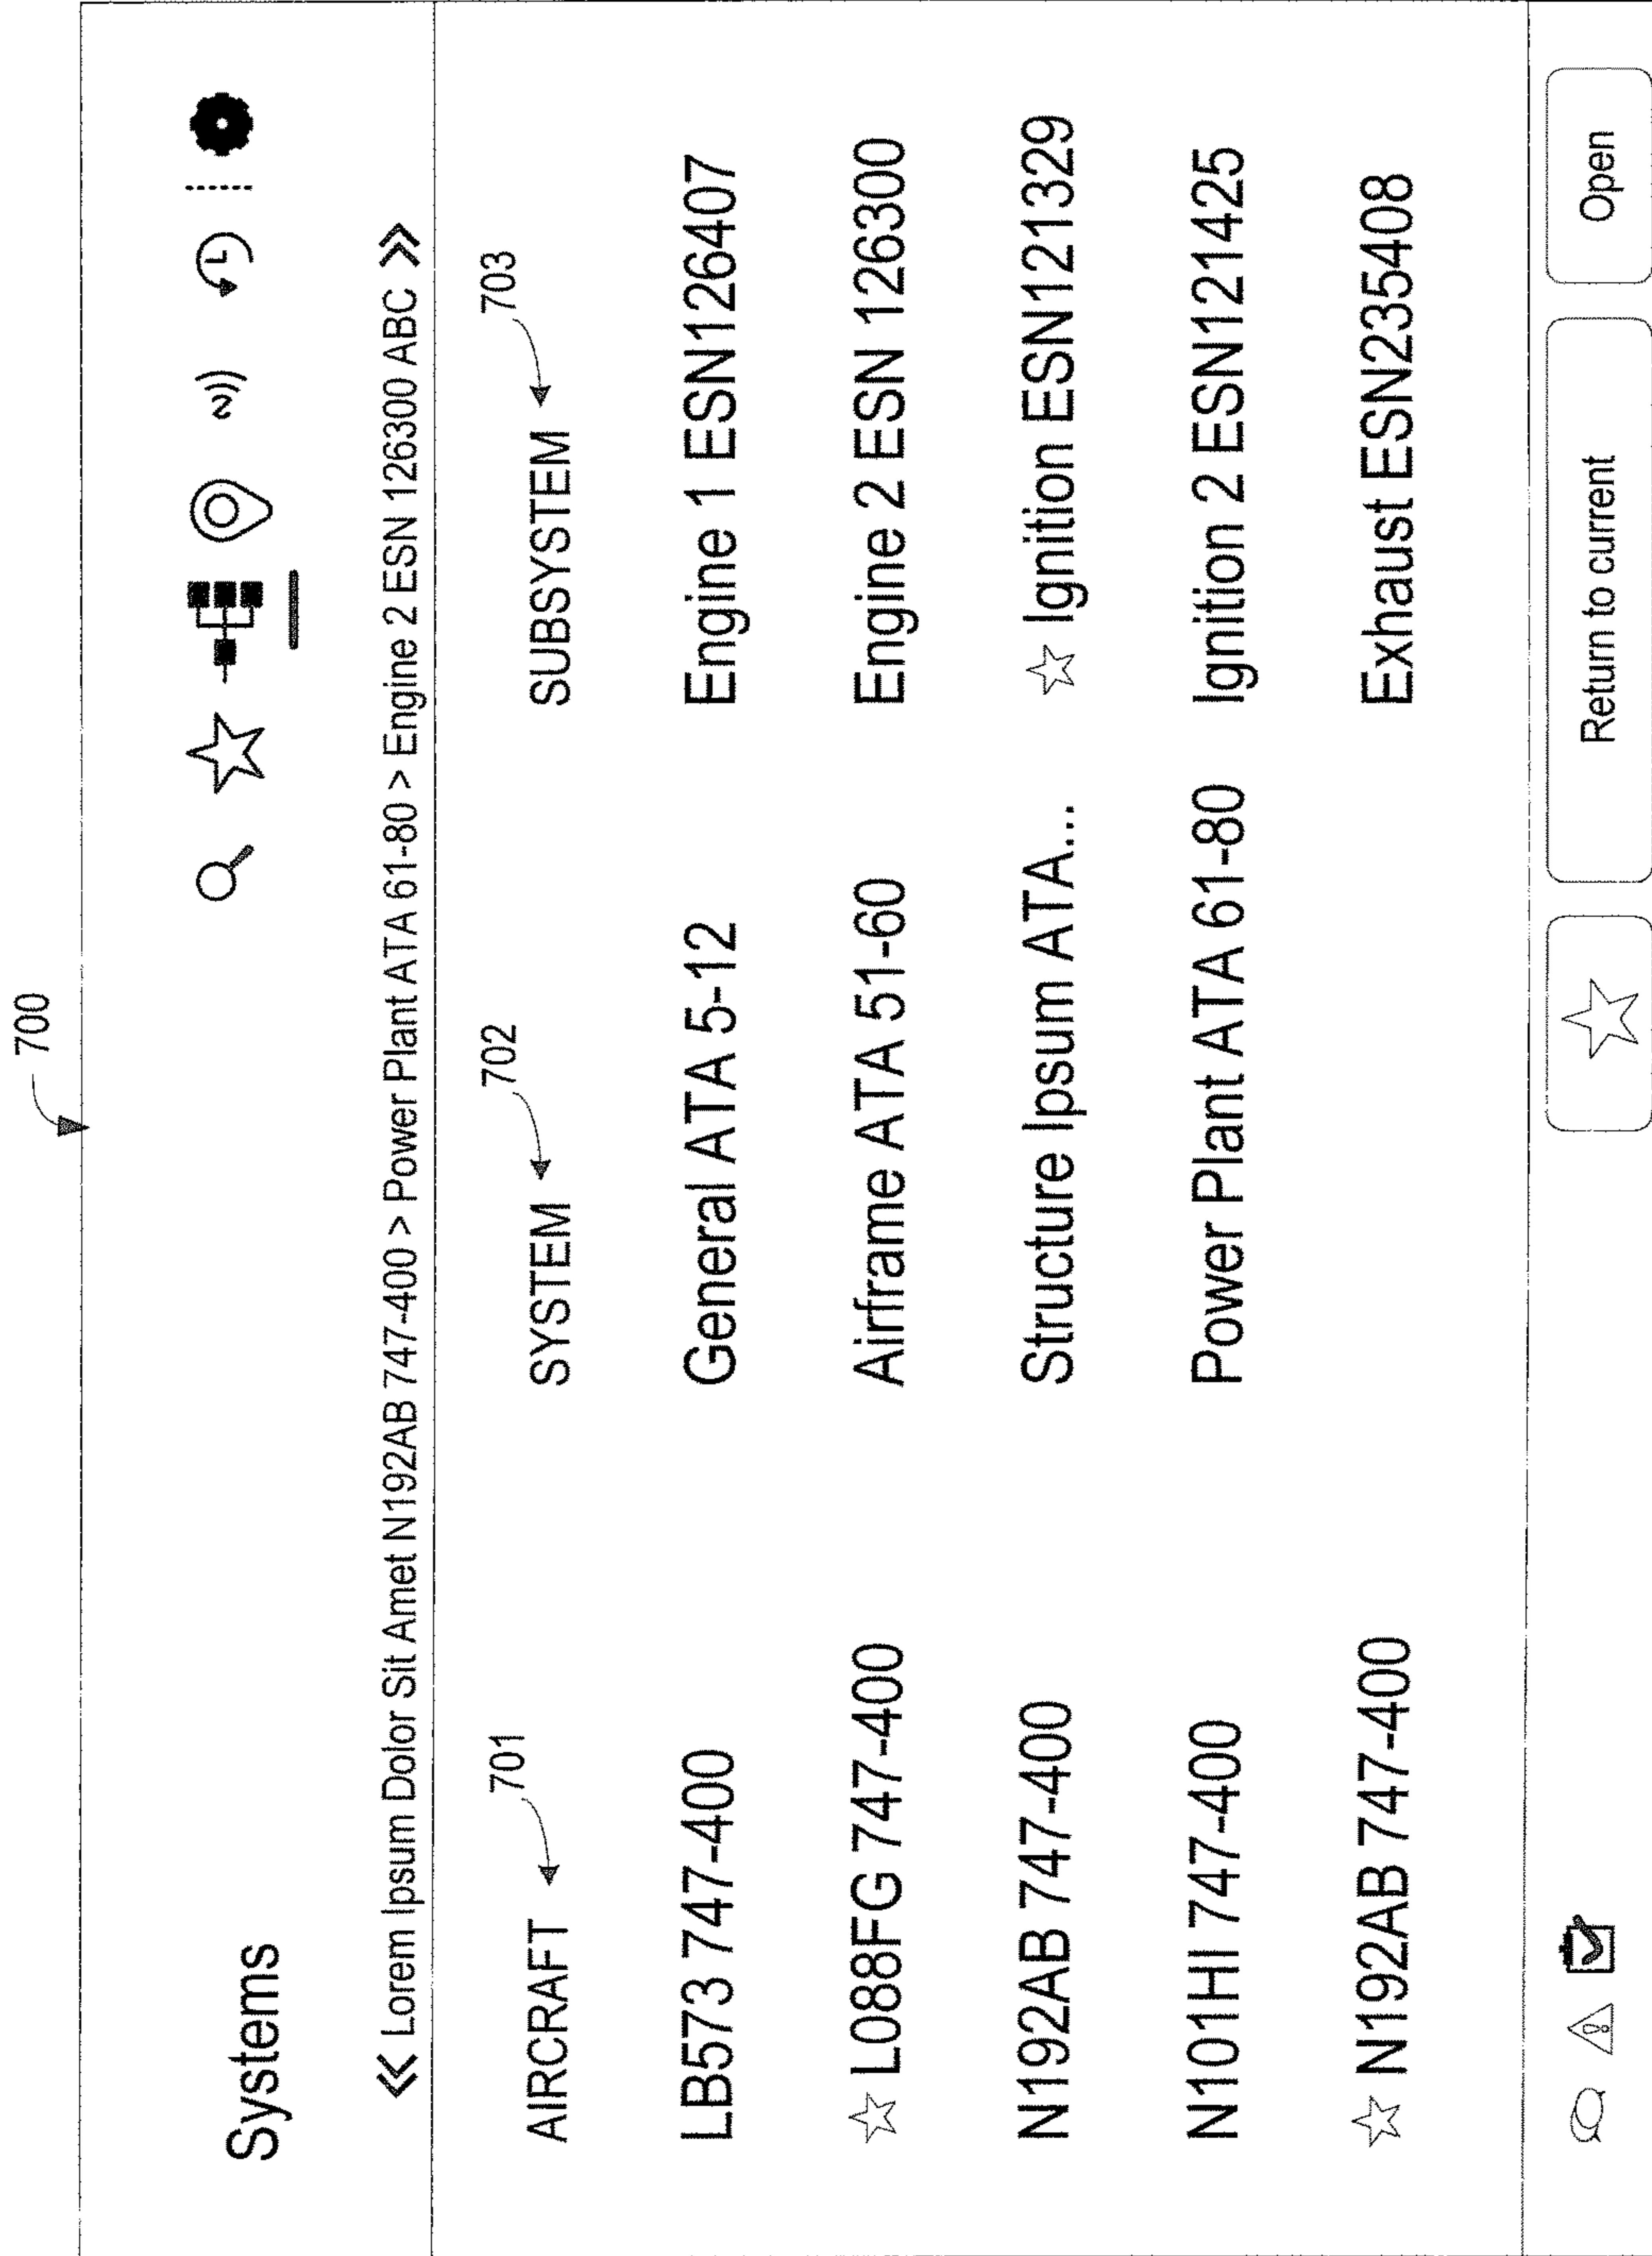 700
Systems
« Lorem Ipsum Dolor Sit Amet N192AB 747-400 > Power Plant ATA 61-80 > Engine 2 ESN 126300 ABC »
701
702
703
AIRCRAFT SYSTEM SUBSYSTEM
LB573 747-400 General ATA 5-12 Engine 1 ESN126407
L088FG 747-400 Airframe ATA 51-60 Engine 2 ESN 126300
N192AB 747-400 Structure Ipsum ATA... Ignition ESN121329
N101HI 747-400 Power Plant ATA 61-80 Ignition 2 ESN121425
N192AB 747-400 Exhaust ESN235408
Return to current Open